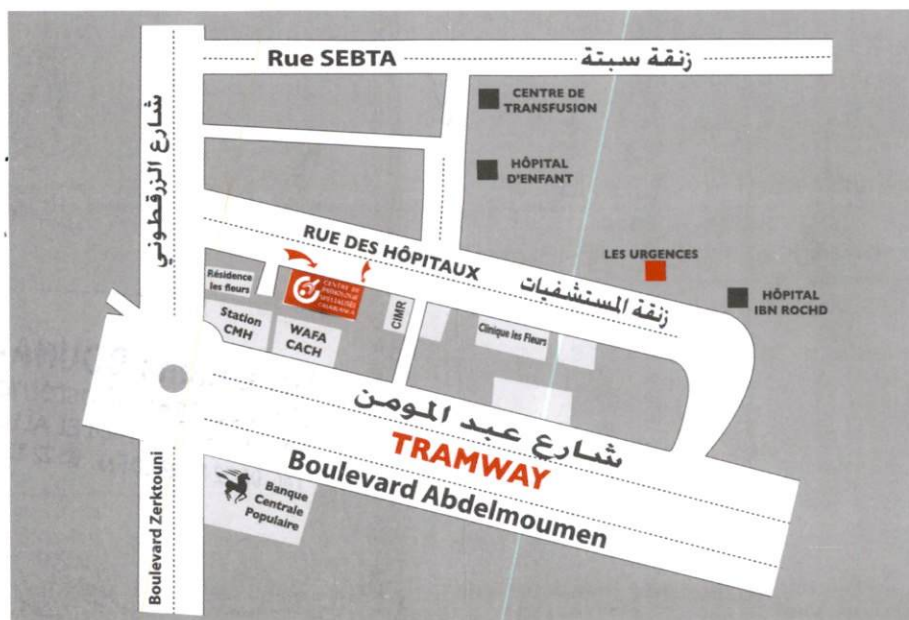 Rue SEBTA
زنقة سبتة
CENTRE DE
TRANSFUSION
شارع الزرقطوني
HÔPITAL
D'ENFANT
RUE DES HÔPITAUX
زنقة المستشفيات
LES URGENCES
HÔPITAL
IBN ROCHD
Résidence
les fleurs
CENTRE DE
Station
CMH
WAFA
CACH
CIMR
Clinique les Fleurs
شارع عبد المومن
TRAMWAY
Boulevard Abdelmoumen
Banque
Centrale
Populaire
Boulevard Zerktouni